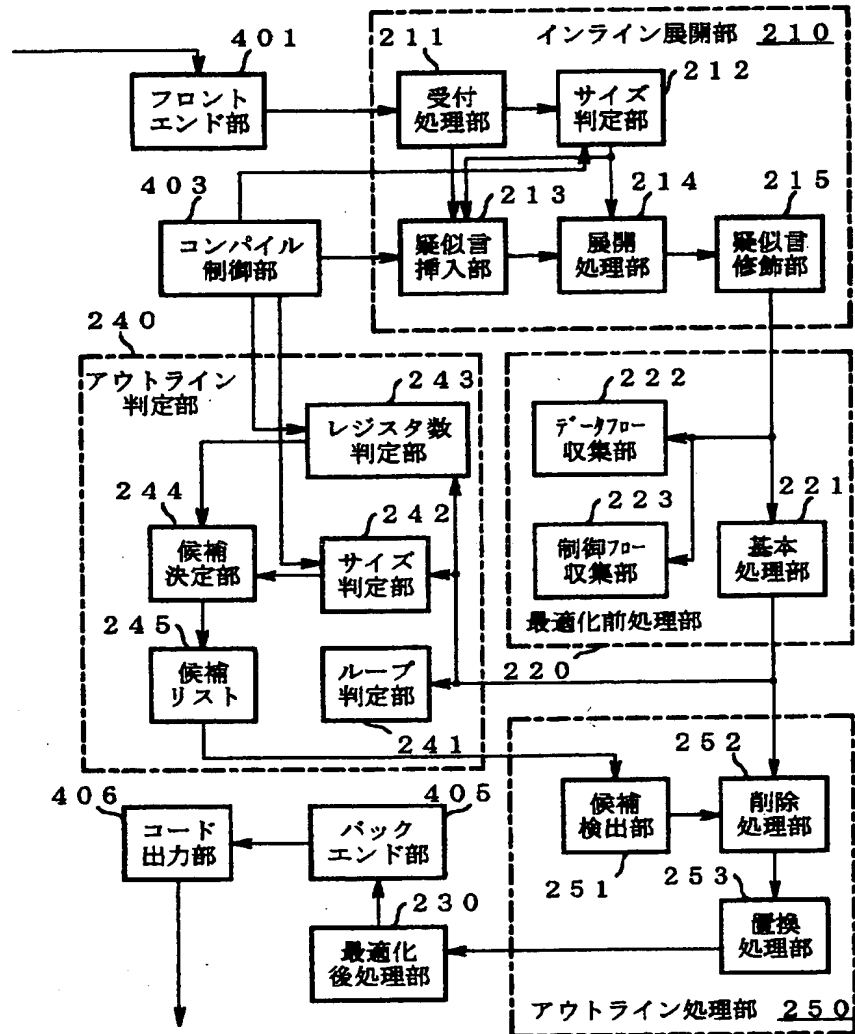 インライン展開部 210
401
211
212
フロント
エンド部
受付
処理部
サイズ
判定部
403
213
214
215
コンパイル
制御部
疑似言
挿入部
展開
処理部
疑似言
修飾部
240
アウトライン
判定部
243
レジスタ数
判定部
222
データフロー
収集部
244
242
223
221
候補
決定部
サイズ
判定部
制御フロー
収集部
基本
処理部
245
最適化前処理部
候補
リスト
ループ
判定部
220
241
252
406
405
候補
検出部
削除
処理部
コード
出力部
バック
エンド部
251
253
230
置換
処理部
最適化
後処理部
アウトライン処理部 250